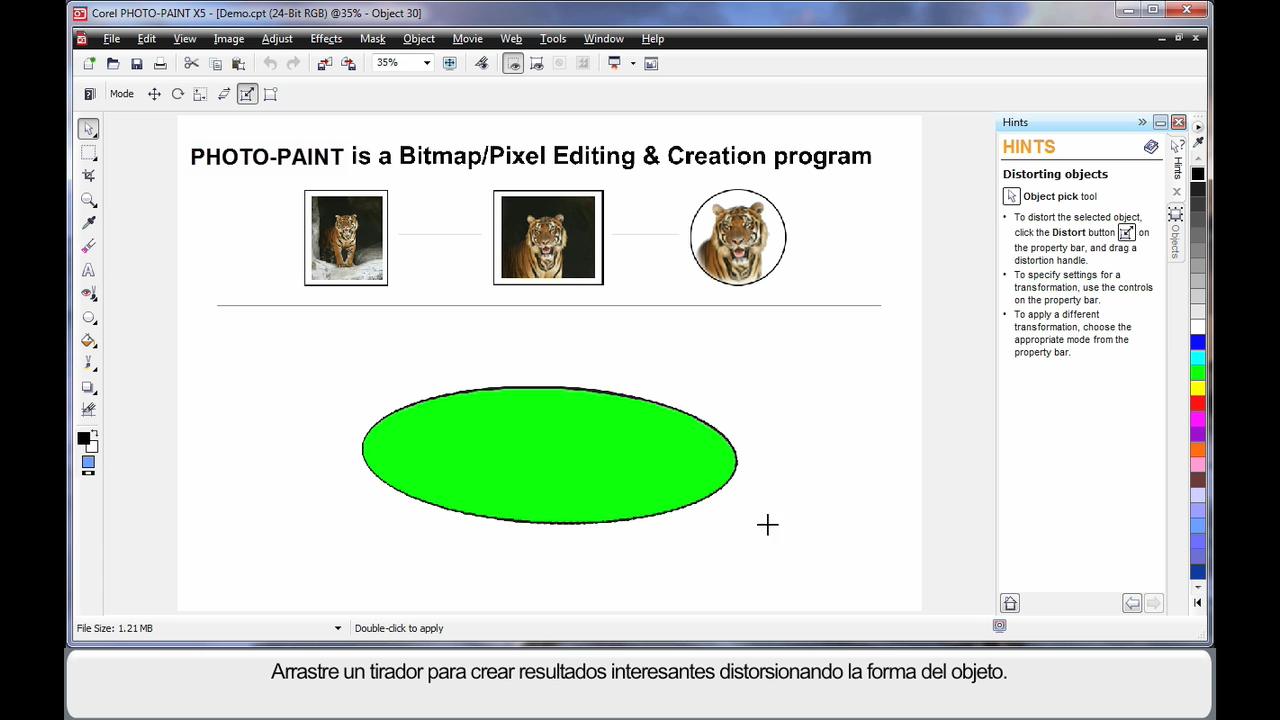 Corel PHOTO-PAINT X5 - [Demo.cpt (24-Bit RGB) @35% - Object 30]
File Edit View Image Adjust Effects Mask Object Movie Web Tools Window Help
35%
Mode
PHOTO-PAINT is a Bitmap/Pixel Editing & Creation program
Hints
HINTS
Distorting objects
Object pick tool
• To distort the selected object,
click the Distort button on
the property bar, and drag a
distortion handle.
• To specify settings for a
transformation, use the controls
on the property bar.
• To apply a different
transformation, choose the
appropriate mode from the
property bar.
Hints
Objects
File Size: 1.21 MB
Double-click to apply
Arrastre un tirador para crear resultados interesantes distorsionando la forma del objeto.